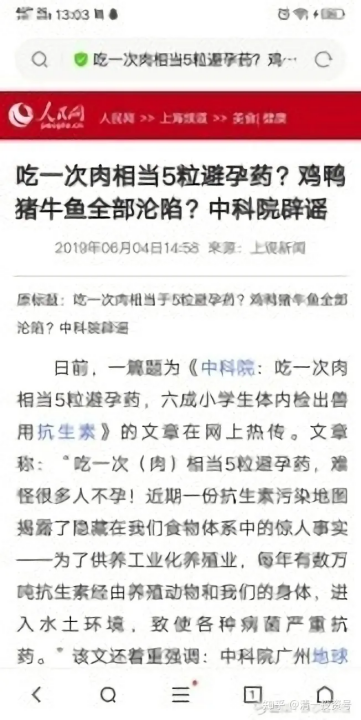 13:03
吃一次肉相当5粒避孕药？鸡…
人民网
people.cn
人民网 >> 上海频道 >> 美食|健康
吃一次肉相当5粒避孕药？鸡鸭
猪牛鱼全部沦陷？中科院辟谣
2019年06月04日14:58 来源：上观新闻
原标题：吃一次肉相当于5粒避孕药？鸡鸭猪牛鱼全部
沦陷？中科院辟谣
日前，一篇题为《中科院：吃一次肉
相当5粒避孕药，六成小学生体内检出兽
用抗生素》的文章在网上热传。文章
称：“吃一次（肉）相当5粒避孕药，难
怪很多人不孕！近期一份抗生素污染地图
揭露了隐藏在我们食物体系中的惊人事实
——为了供养工业化养殖业，每年有数万
吨抗生素经由养殖动物和我们的身体，进
入水土环境，致使各种病菌严重抗
药。”该文还着重强调：中科院广州地球
1